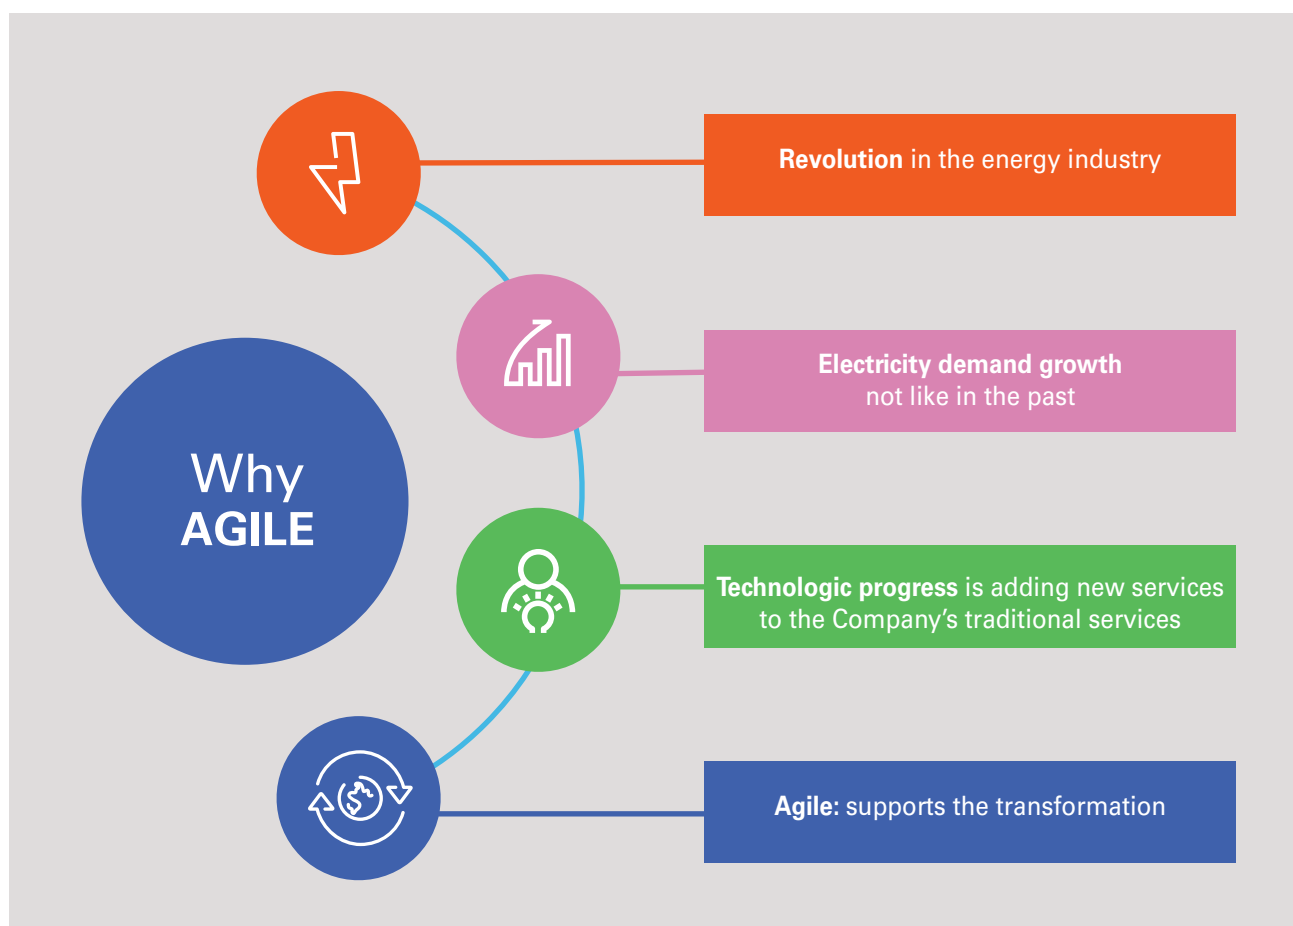 Revolution in the energy industry
Electricity demand growth
not like in the past
Why
AGILE
Technologic progress is adding new services
to the Company's traditional services
Agile: supports the transformation